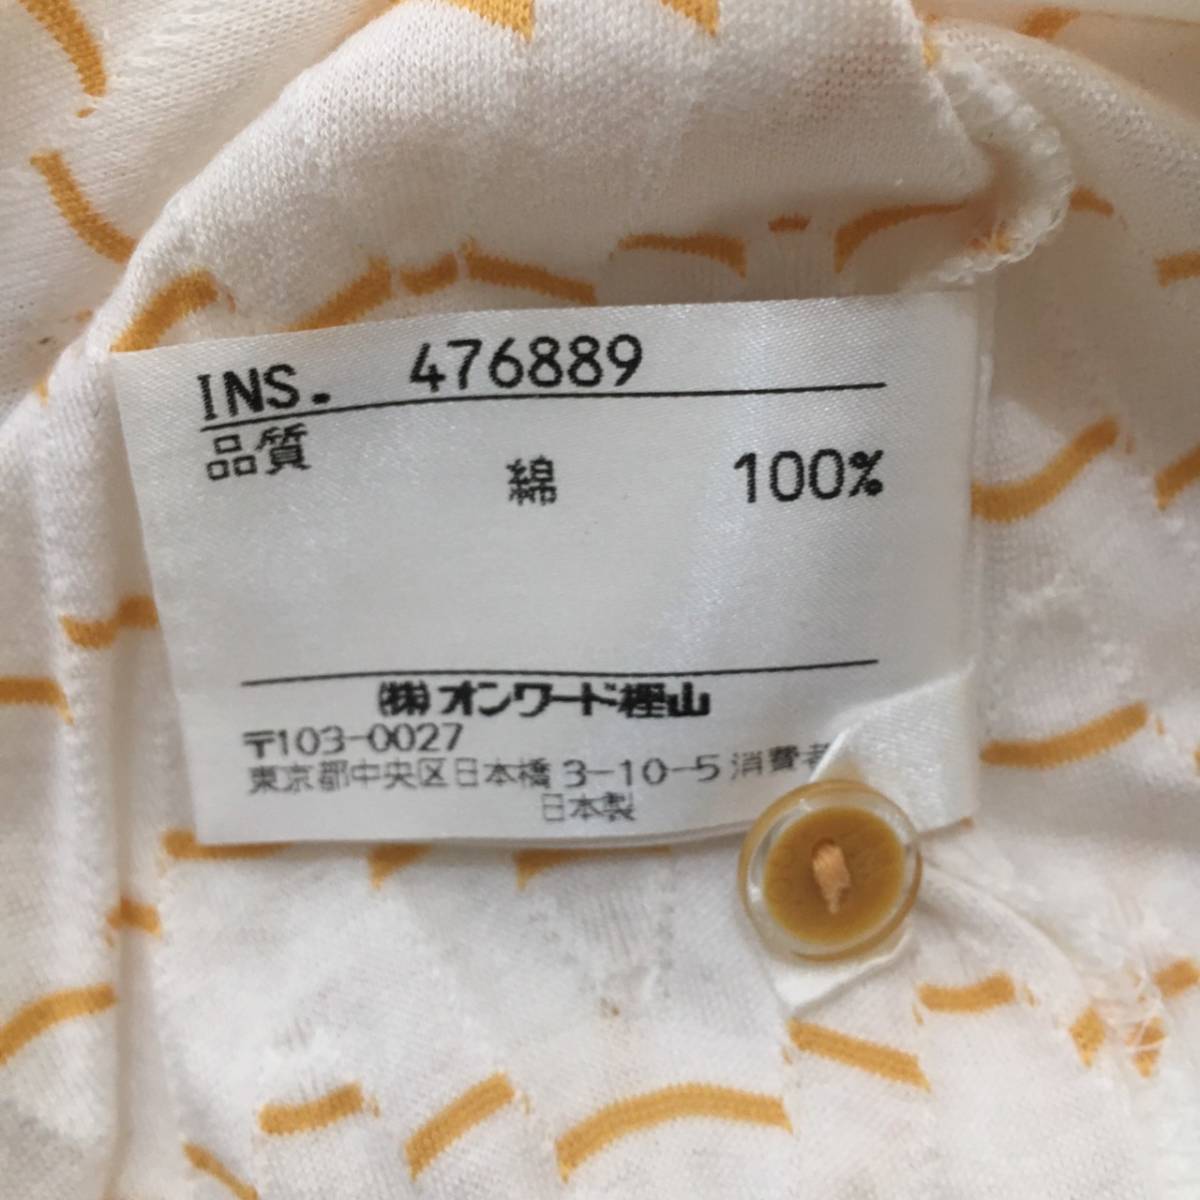 INS. 476889
品質
綿 100%
㈱オンワード樫山
〒103-0027
東京都中央区日本橋3-10-5 消費者
日本製